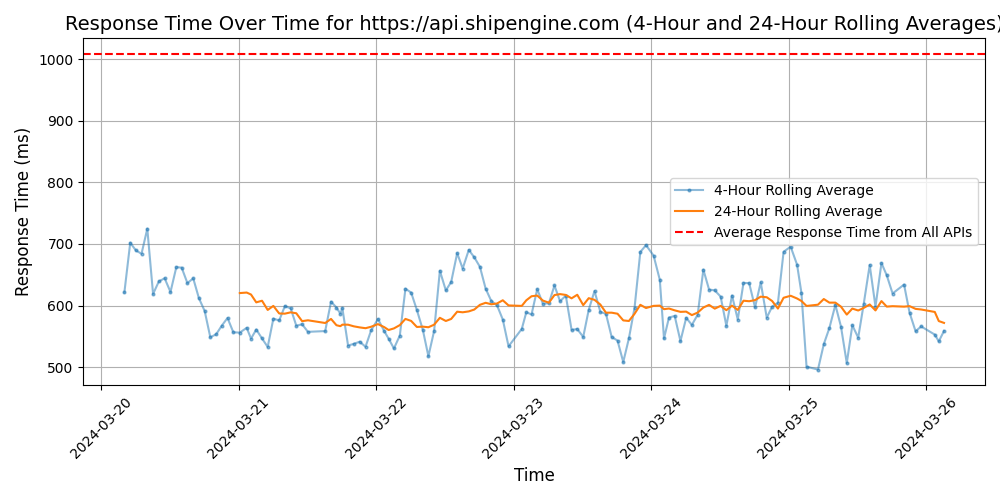 Response Time Over Time for https://api.shipengine.com (4-Hour and 24-Hour Rolling Averages)
Response Time (ms)
1000
900
800
700
600
500
4-Hour Rolling Average
24-Hour Rolling Average
Average Response Time from All APIs
2024-03-20
2024-03-21
2024-03-22
2024-03-23
2024-03-24
2024-03-25
2024-03-26
Time